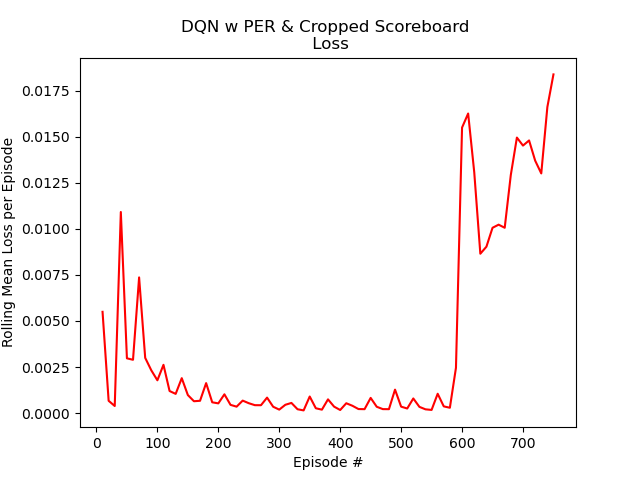 DQN w PER & Cropped Scoreboard
Loss
Rolling Mean Loss per Episode
0.0175
0.0150
0.0125
0.0100
0.0075
0.0050
0.0025
0.0000
0 100 200 300 400 500 600 700
Episode #